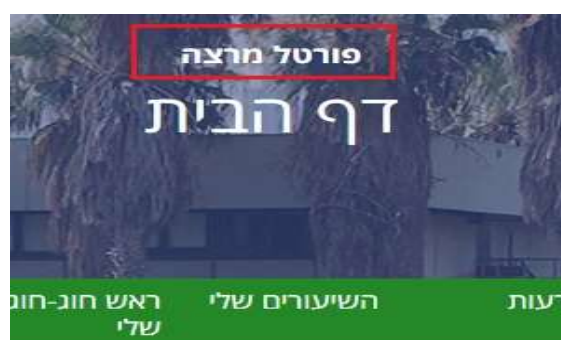 פורטל מרצה
דף הבית
השיעורים שלי
ראש חוג-חוג
שלי